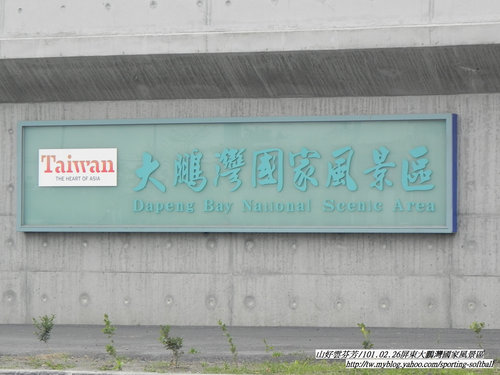 Taiwan
THE HEART OF ASIA
大鵬灣國家風景區
Dapeng Bay National Scenic Area
山好雲芬芳/101.02.26屏東大鵬灣國家風景區
http://tw.myblog.yahoo.com/sporting-softball